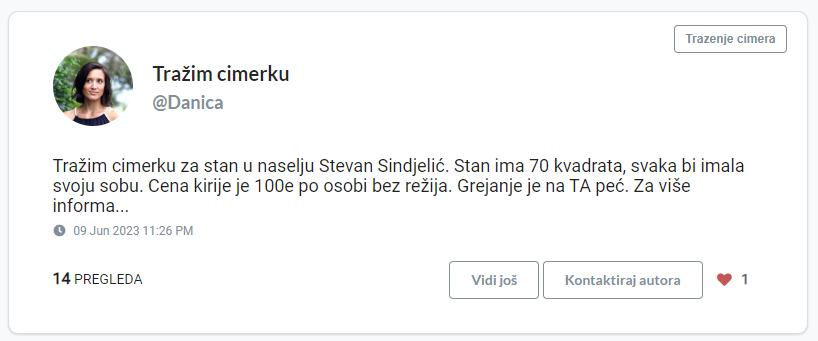 Trazenje cimera
Tražim cimerku
@Danica
Tražim cimerku za stan u naselju Stevan Sindjelić. Stan ima 70 kvadrata, svaka bi imala
svoju sobu. Cena kirije je 100e po osobi bez režija. Grejanje je na TA peć. Za više
informa...
09 Jun 2023 11:26 PM
14 PREGLEDA
Vidi još
Kontaktiraj autora
1